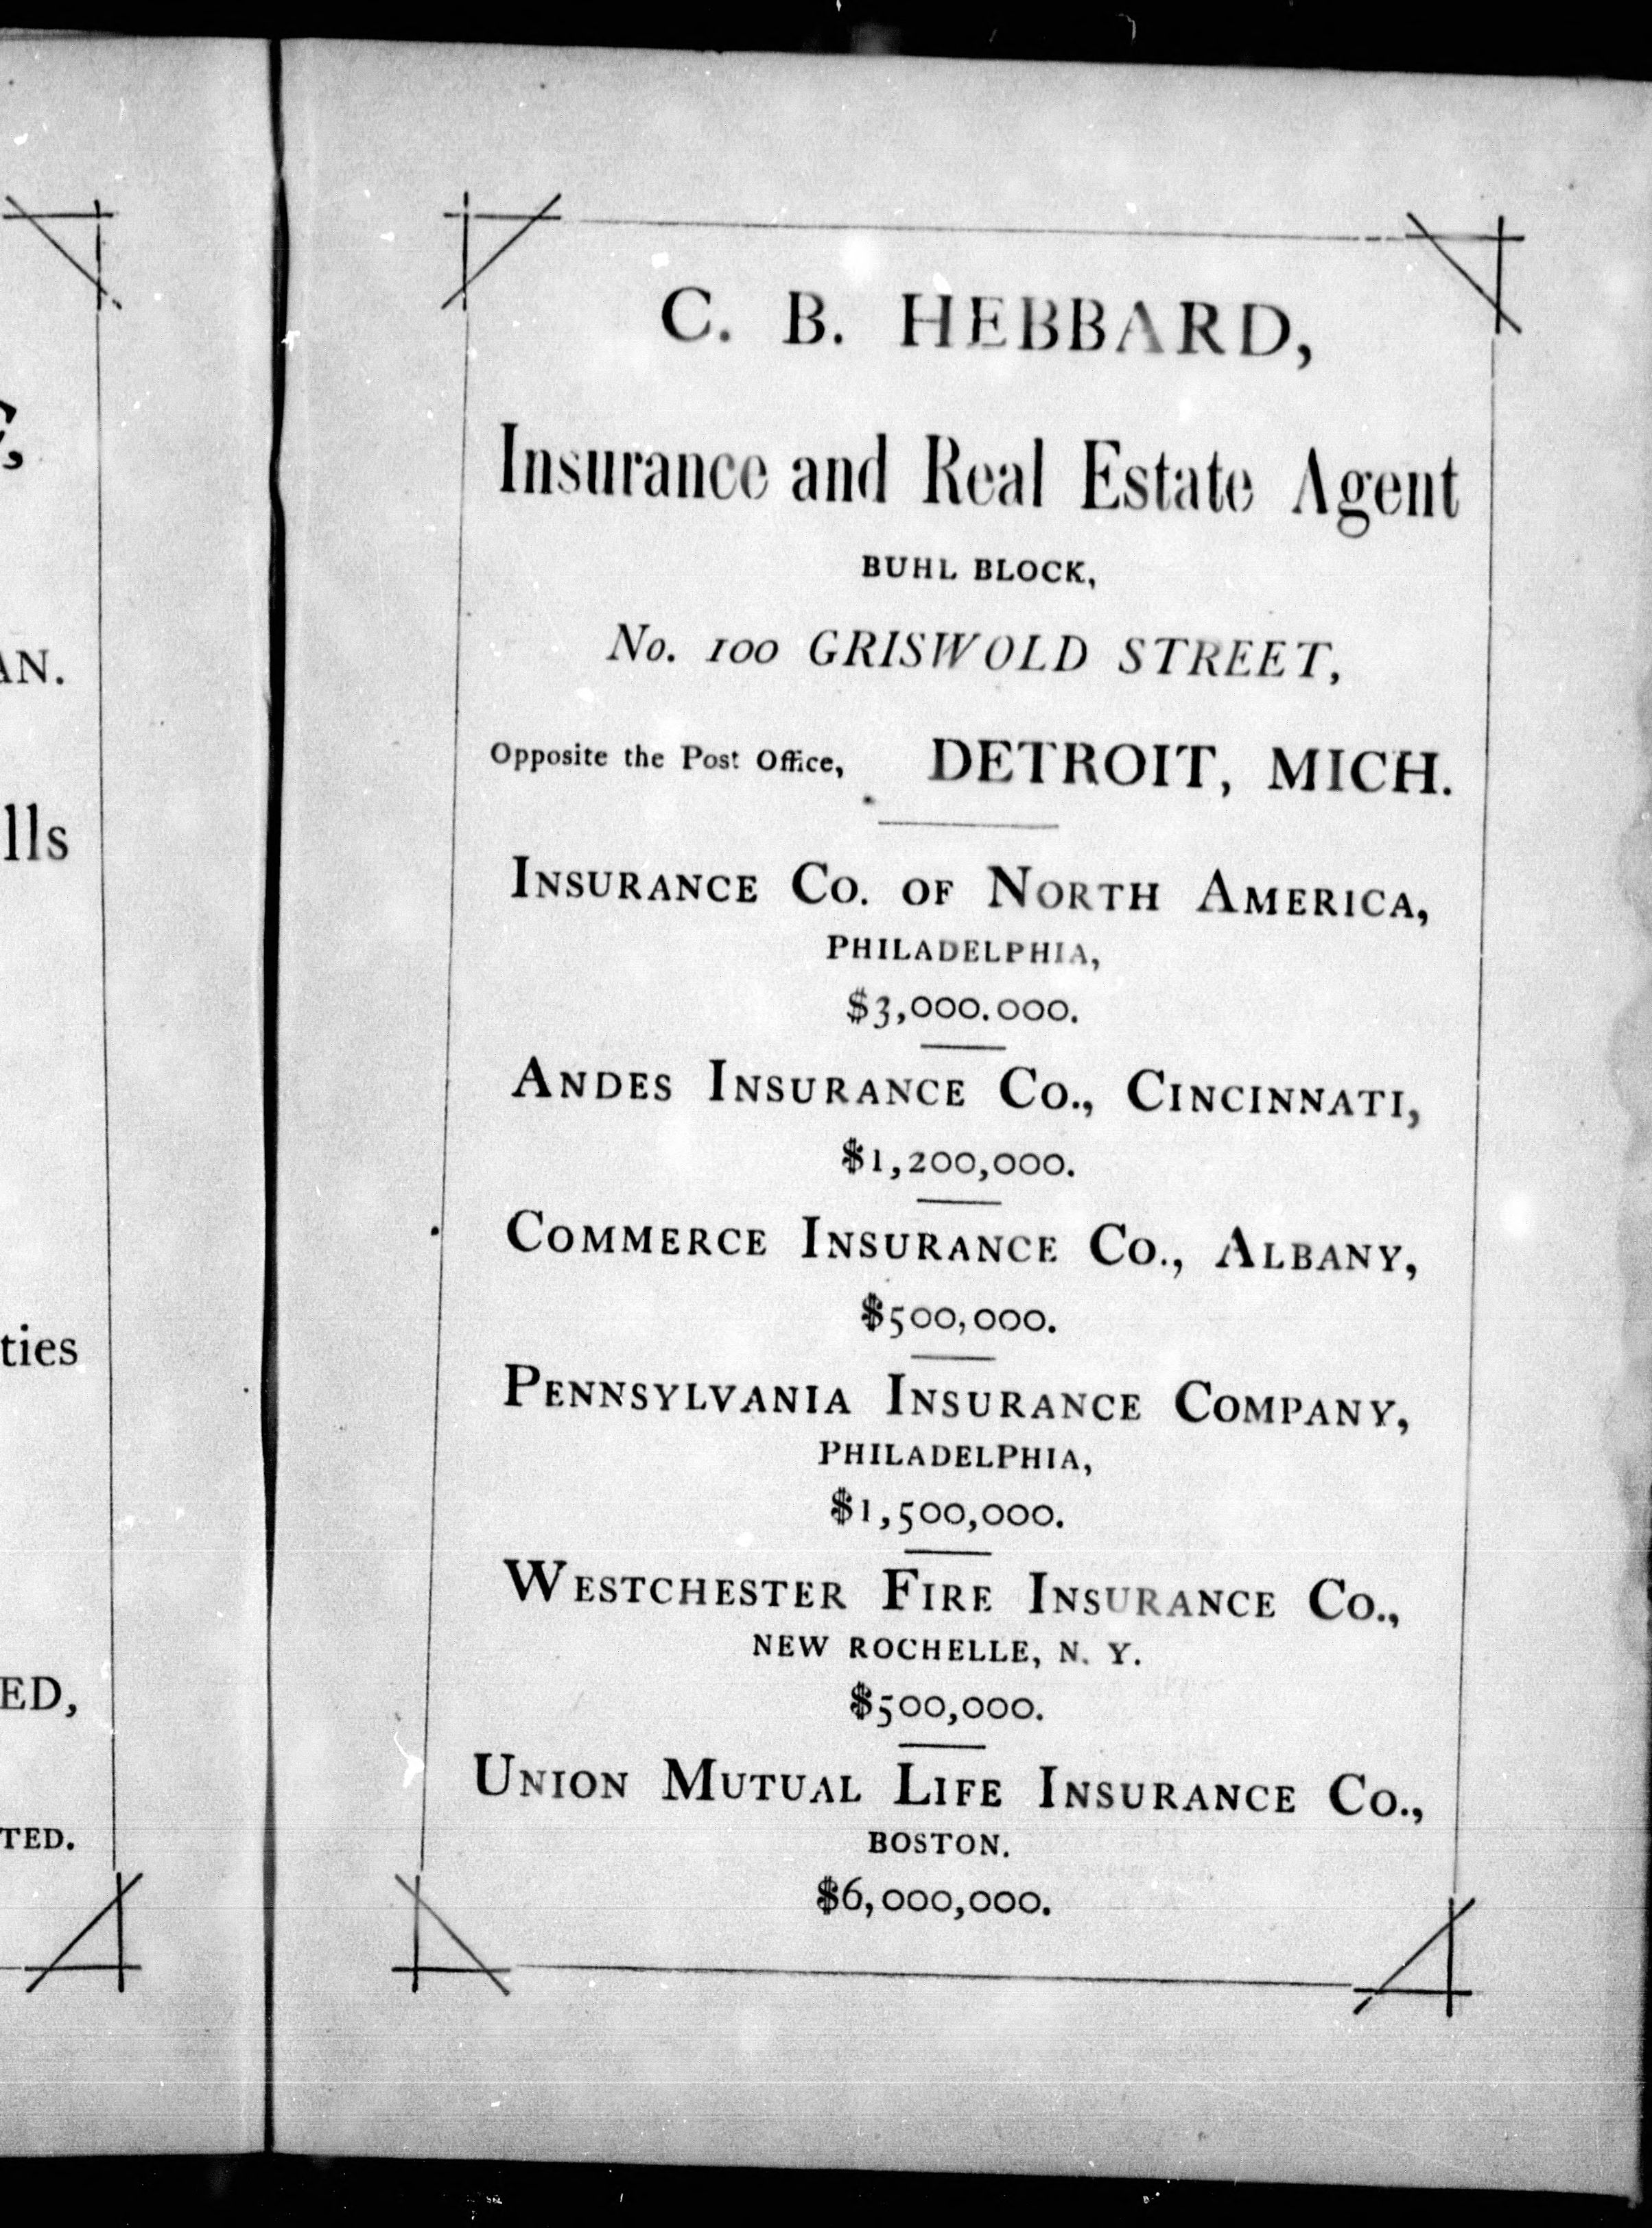 AN.
lls
ties
ED,
TED.
C. B. HEBBARD,
Insurance and Real Estate Agent
BUHL BLOCK,
No. 100 GRISWOLD STREET,
Opposite the Post Office, DETROIT, MICH.
INSURANCE CO. OF NORTH AMERICA,
PHILADELPHIA,
$3,000.000.
ANDES INSURANCE CO., CINCINNATI,
$1,200,000.
COMMERCE INSURANCE CO., ALBANY,
$500,000.
PENNSYLVANIA INSURANCE COMPANY,
PHILADELPHIA,
$1,500,000.
WESTCHESTER FIRE INSURANCE CO.,
NEW ROCHELLE, N. Y.
$500,000.
UNION MUTUAL LIFE INSURANCE CO.,
BOSTON.
$6,000,000.